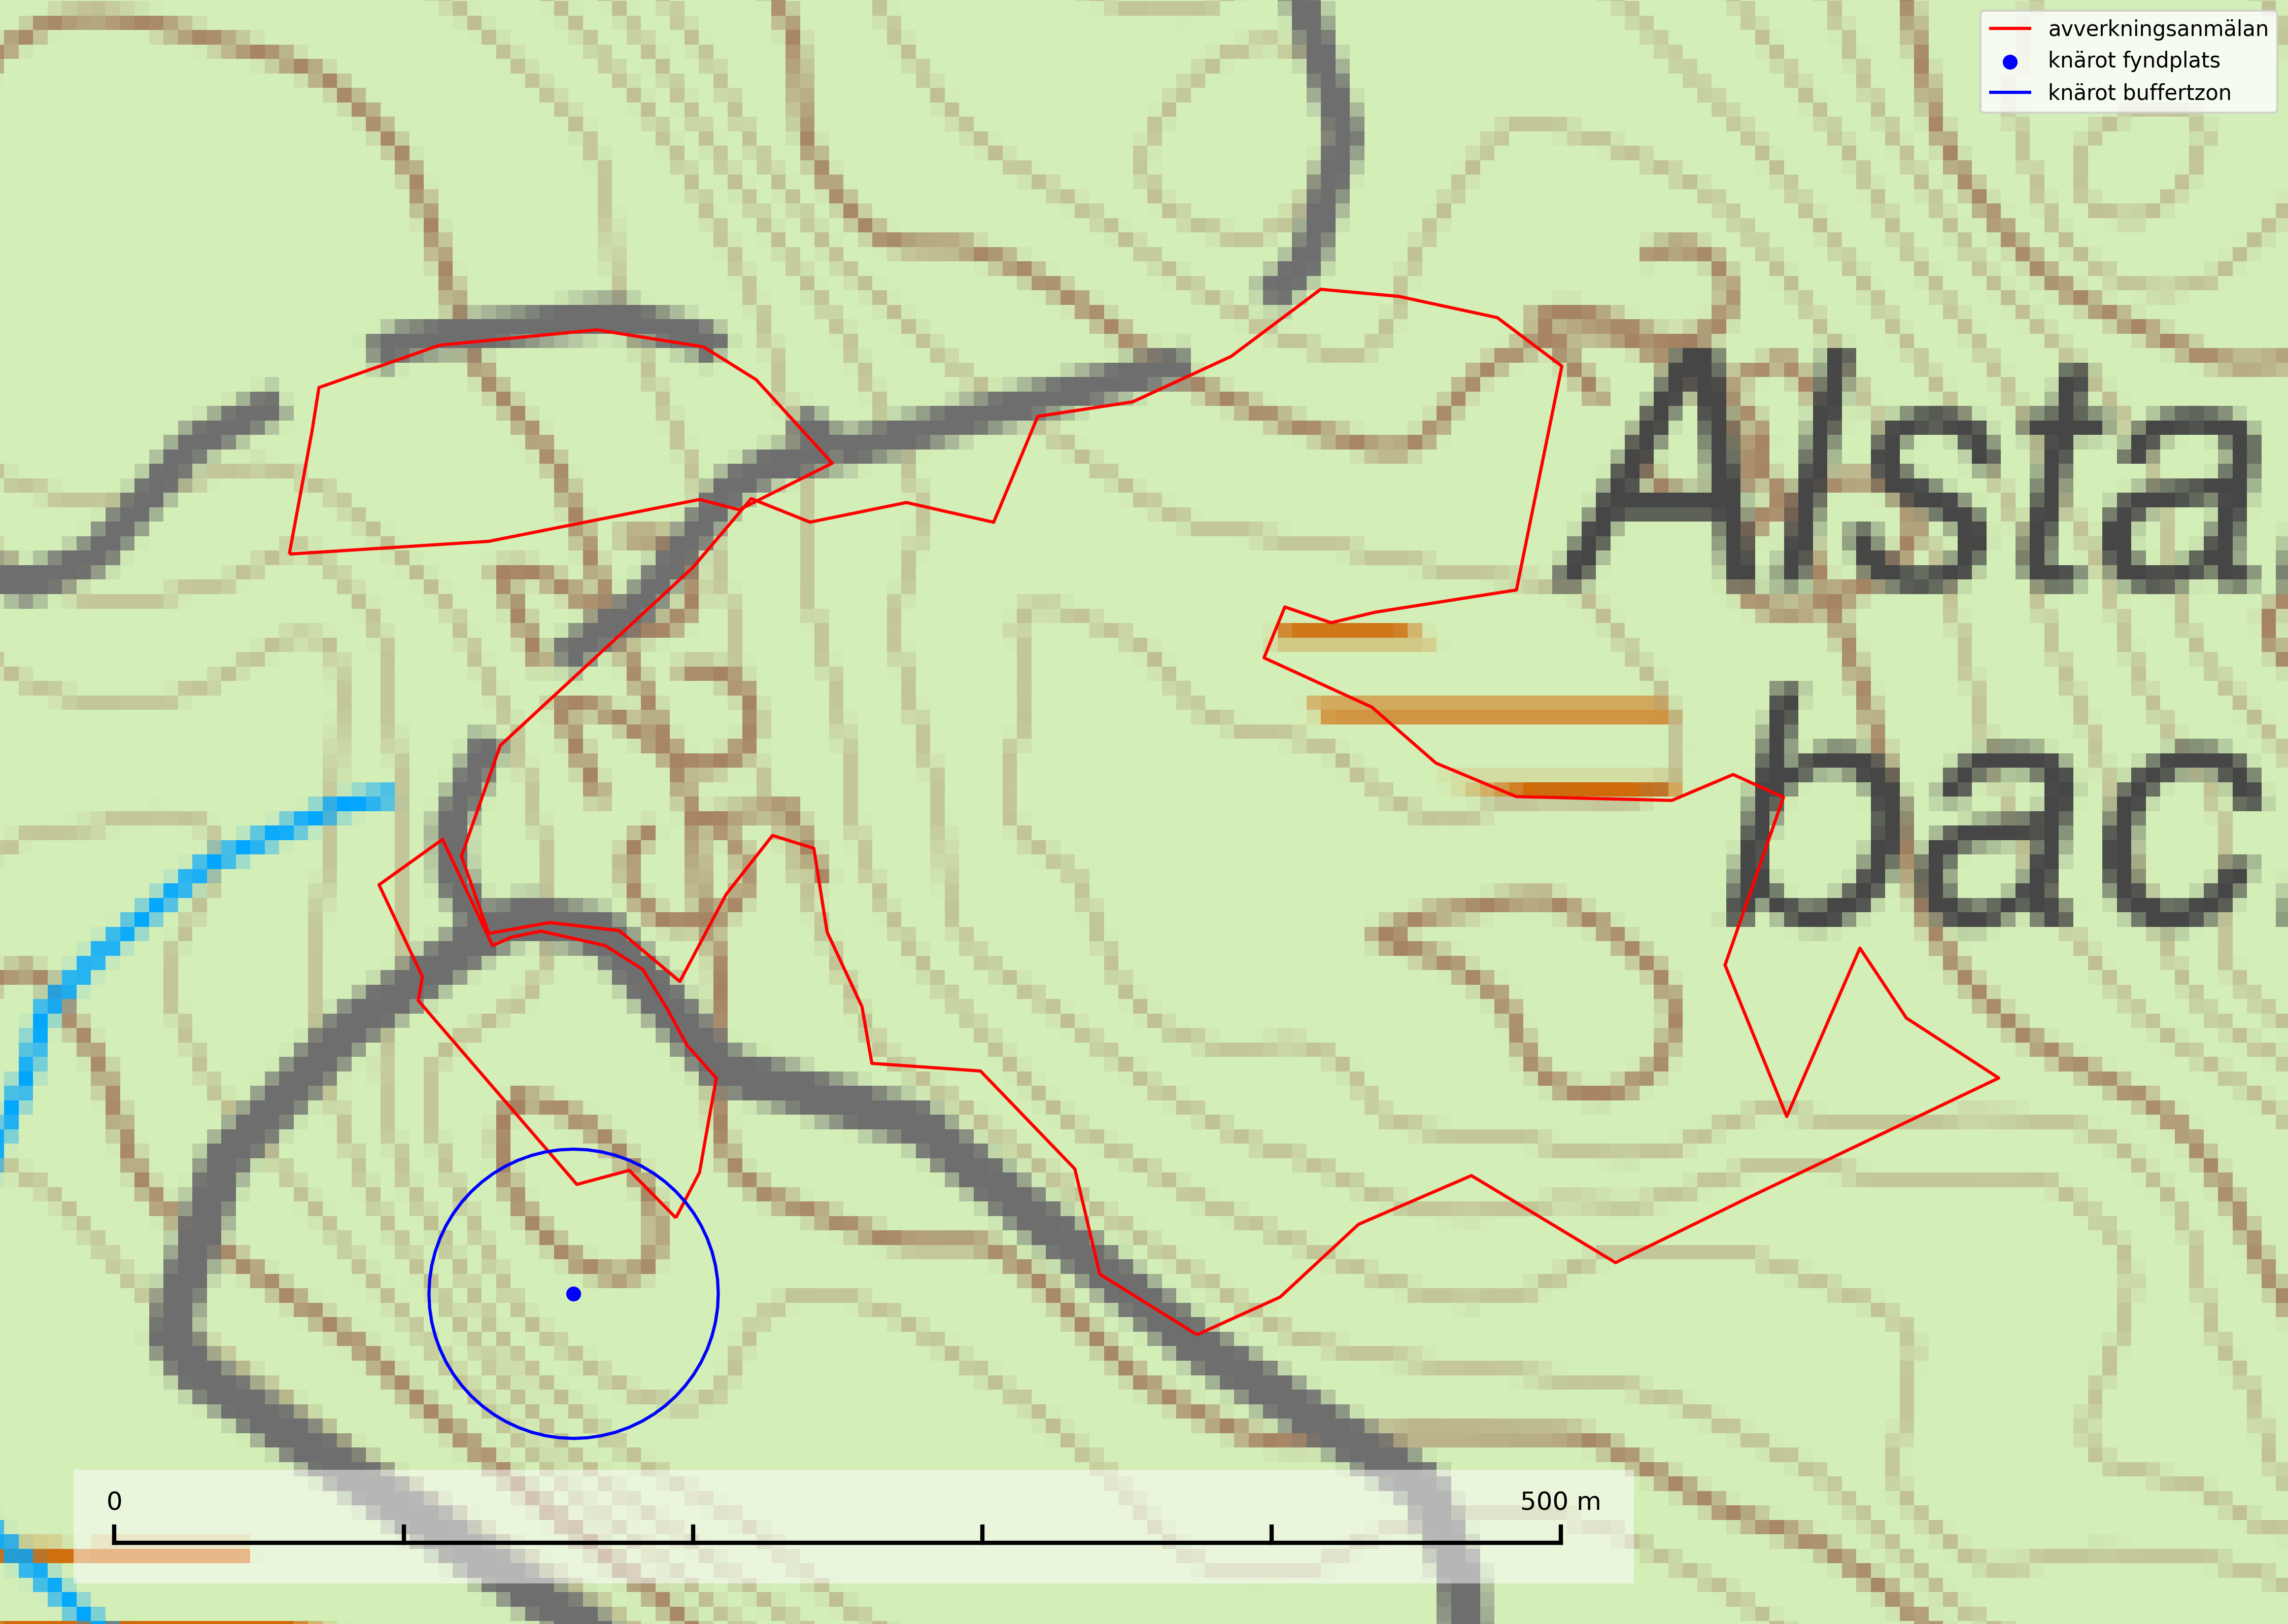 avverkningsanmälan
knärot fyndplats
knärot buffertzon
Alsta
bac
0 500 m